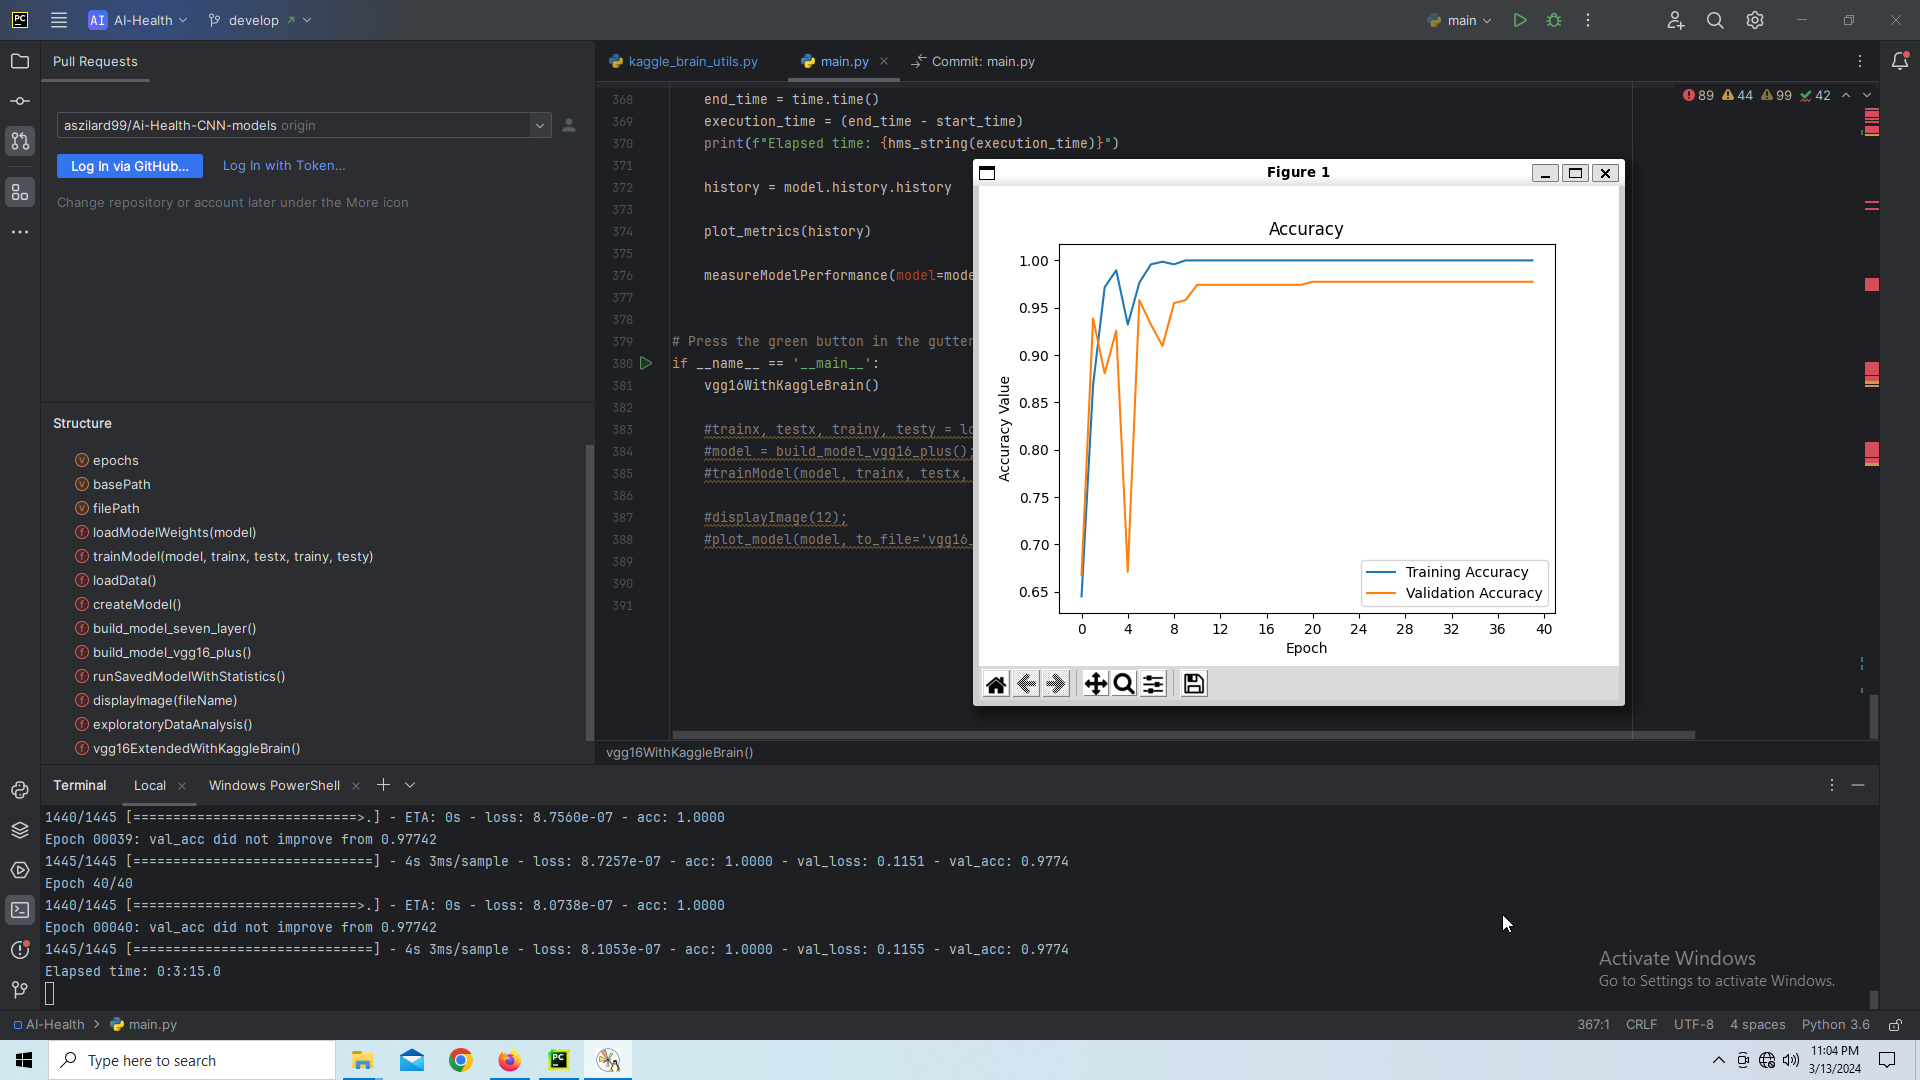 PC
AI AI-Health
develop
main
Pull Requests
aszilard99/Ai-Health-CNN-models origin
Log In via GitHub...
Log In with Token...
Change repository or account later under the More icon
Structure
epochs
basePath
filePath
loadModelWeights(model)
trainModel(model, trainx, testx, trainy, testy)
loadData()
createModel()
build_model_seven_layer()
build_model_vgg16_plus()
runSavedModelWithStatistics()
displayImage(fileName)
exploratoryDataAnalysis()
vgg16ExtendedWithKaggleBrain()
kaggle_brain_utils.py
main.py
Commit: main.py
89 44 99 42
368 end_time = time.time()
369 execution_time = (end_time - start_time)
370 print(f"Elapsed time: {hms_string(execution_time)}")
371
372 history = model.history.history
373
374 plot_metrics(history)
375
376 measureModelPerformance(model=mode
377
378
379 # Press the green button in the gutter
380 if __name__ == '__main__':
381 vgg16WithKaggleBrain()
382
383 #trainx, testx, trainy, testy = lo
384 #model = build_model_vgg16_plus();
385 #trainModel(model, trainx, testx,
386
387 #displayImage(12);
388 #plot_model(model, to_file='vgg16_
389
390
391
vgg16WithKaggleBrain()
Figure 1
Accuracy
1.00
0.95
0.90
0.85
0.80
0.75
0.70
0.65
Accuracy Value
0 4 8 12 16 20 24 28 32 36 40
Epoch
Training Accuracy
Validation Accuracy
Terminal
Local
Windows PowerShell
1440/1445 [============================>.] - ETA: 0s - loss: 8.7560e-07 - acc: 1.0000
Epoch 00039: val_acc did not improve from 0.97742
1445/1445 [==============================] - 4s 3ms/sample - loss: 8.7257e-07 - acc: 1.0000 - val_loss: 0.1151 - val_acc: 0.9774
Epoch 40/40
1440/1445 [============================>.] - ETA: 0s - loss: 8.0738e-07 - acc: 1.0000
Epoch 00040: val_acc did not improve from 0.97742
1445/1445 [==============================] - 4s 3ms/sample - loss: 8.1053e-07 - acc: 1.0000 - val_loss: 0.1155 - val_acc: 0.9774
Elapsed time: 0:3:15.0
Activate Windows
Go to Settings to activate Windows.
AI-Health > main.py
367:1 CRLF UTF-8 4 spaces Python 3.6
Type here to search
PC
11:04 PM
3/13/2024